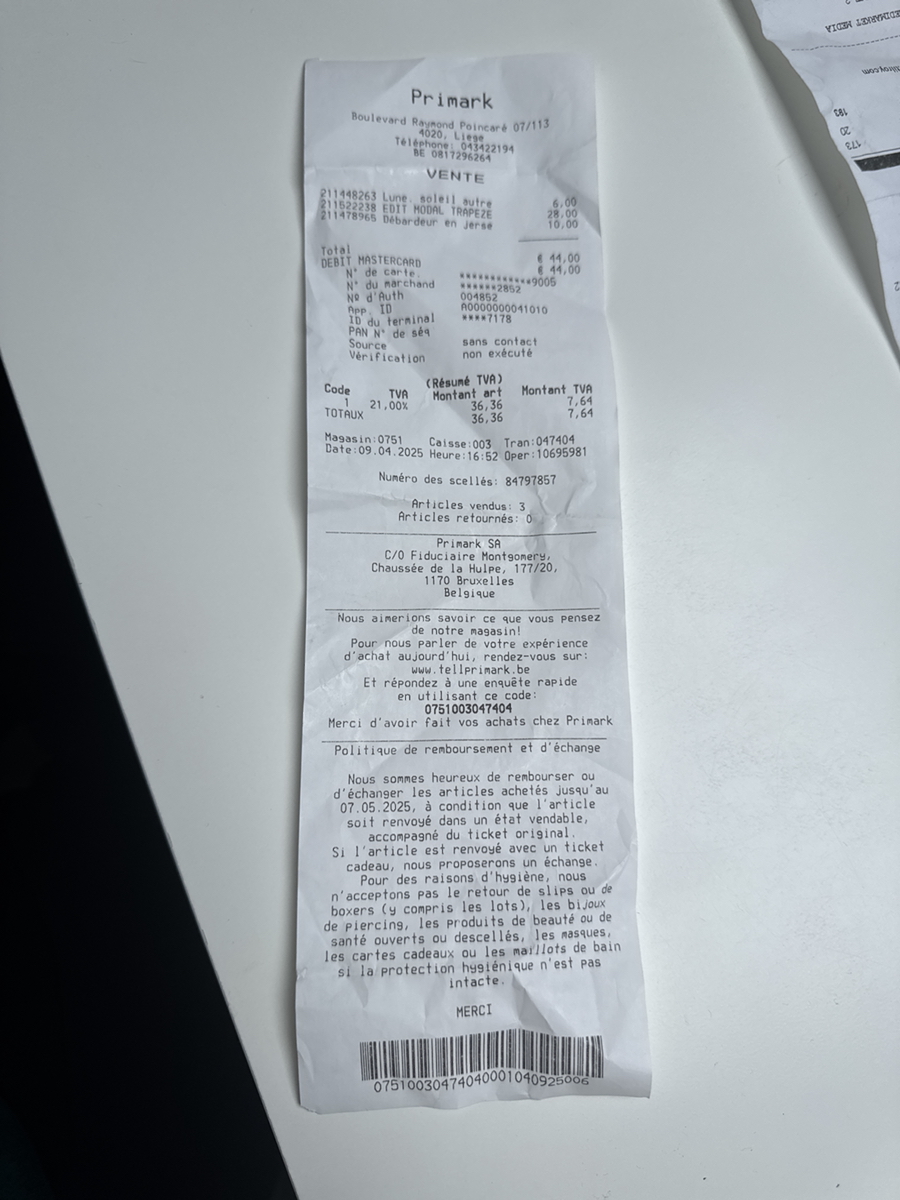 Primark
Boulevard Raymond Poincaré 07/113
4020, Liege
Téléphone: 043422194
BE 0817296264
VENTE
211448263 Lune. soleil autre 6,00
211522238 EDIT MODAL TRAPEZE 28,00
211478965 Débardeur en jerse 10,00
Total € 44,00
DEBIT MASTERCARD € 44,00
N° de carte. ************9005
N° du marchand ******2852
Nº d'Auth 004852
App. ID A0000000041010
ID du terminal ****7178
PAN N° de séq
Source sans contact
Vérification non exécuté
(Résumé TVA)
Code TVA Montant art Montant TVA
1 21,00% 36,36 7,64
TOTAUX 36,36 7,64
Magasin:0751 Caisse:003 Tran:047404
Date:09.04.2025 Heure:16:52 Oper:10695981
Numéro des scellés: 84797857
Articles vendus: 3
Articles retournés: 0
Primark SA
C/O Fiduciaire Montgomery,
Chaussée de la Hulpe, 177/20,
1170 Bruxelles
Belgique
Nous aimerions savoir ce que vous pensez
de notre magasin!
Pour nous parler de votre expérience
d'achat aujourd'hui, rendez-vous sur:
www.tellprimark.be
Et répondez à une enquête rapide
en utilisant ce code:
0751003047404
Merci d'avoir fait vos achats chez Primark
Politique de remboursement et d'échange
Nous sommes heureux de rembourser ou
d'échanger les articles achetés jusqu'au
07.05.2025, à condition que l'article
soit renvoyé dans un état vendable,
accompagné du ticket original.
Si l'article est renvoyé avec un ticket
cadeau, nous proposerons un échange.
Pour des raisons d'hygiène, nous
n'acceptons pas le retour de slips ou de
boxers (y compris les lots), les bijoux
de piercing, les produits de beauté ou de
santé ouverts ou descellés, les masques,
les cartes cadeaux ou les maillots de bain
si la protection hygiénique n'est pas
intacte.
MERCI
07510030474040001040925006
173
20
193